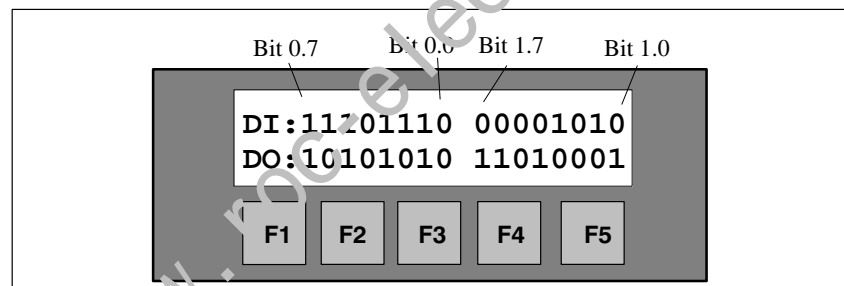 Bit 0.7 Bit 0.0 Bit 1.7 Bit 1.0
DI:11101110 00001010
DO:10101010 11010001
F1 F2 F3 F4 F5